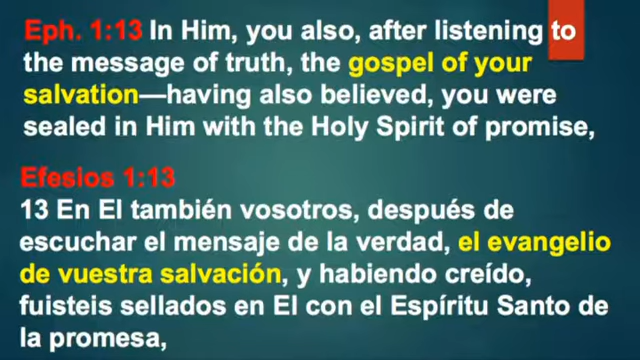 Eph. 1:13 In Him, you also, after listening to
the message of truth, the gospel of your
salvation—having also believed, you were
sealed in Him with the Holy Spirit of promise,
Efesios 1:13
13 En El también vosotros, después de
escuchar el mensaje de la verdad, el evangelio
de vuestra salvación, y habiendo creído,
fuisteis sellados en El con el Espíritu Santo de
la promesa,